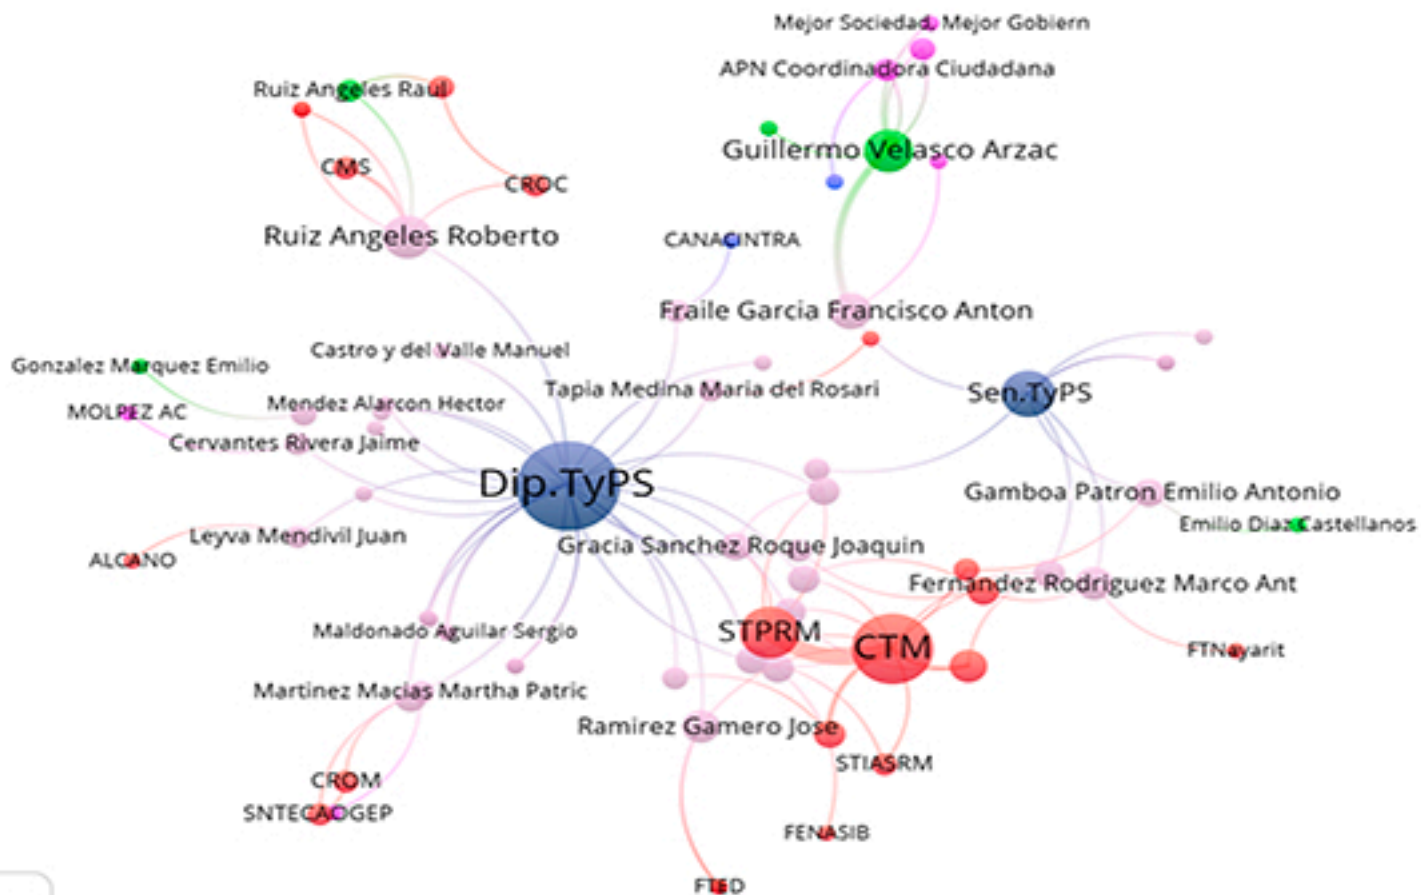 Mejor Sociedad, Mejor Gobiern
APN Coordinadora Ciudadana
Ruiz Angeles Raul
Guillermo Velasco Arzac
CMS
CROC
Ruiz Angeles Roberto
CANACINTRA
Fraile Garcia Francisco Anton
Castro y del Valle Manuel
Gonzalez Marquez Emilio
Tapia Medina Maria del Rosari
Sen.TyPS
Mendez Alarcon Hector
MOLPEZ AC
Cervantes Rivera Jaime
Dip.TyPS
Gamboa Patron Emilio Antonio
Emilio Diaz Castellanos
Leyva Mendivil Juan
Gracia Sanchez Roque Joaquin
ALCANO
Fernandez Rodriguez Marco Ant
Maldonado Aguilar Sergio
STPRM
CTM
FTNayarit
Martinez Macias Martha Patric
Ramirez Gamero Jose
STIASRM
CROM
SNTECAOGEP
FENASIB
FTED